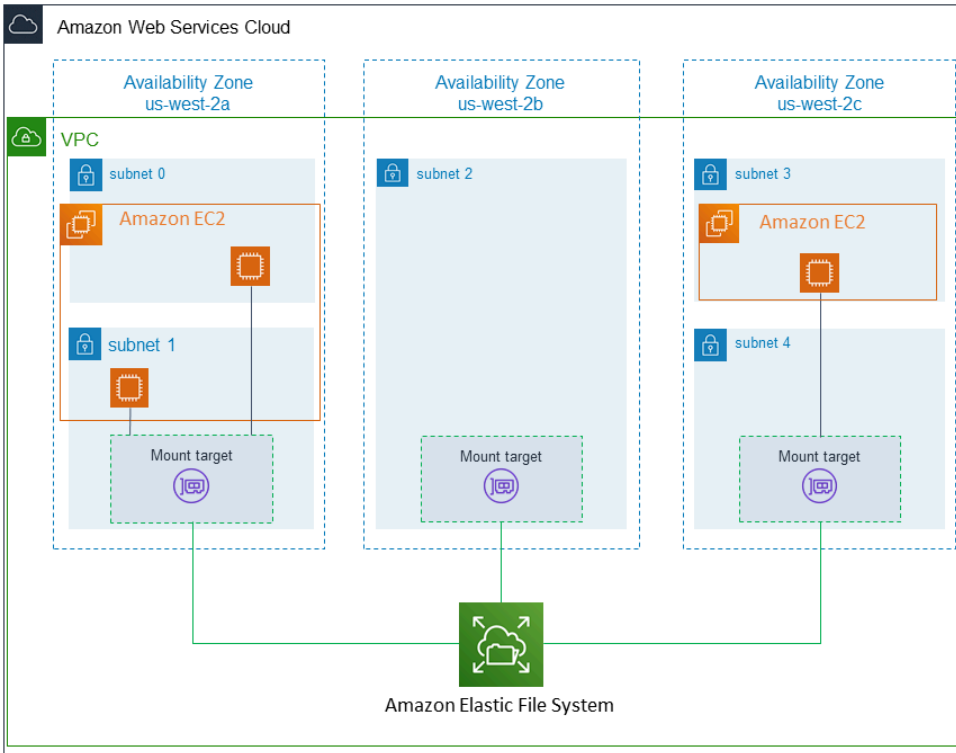 Amazon Web Services Cloud
Availability Zone
us-west-2a
Availability Zone
us-west-2b
Availability Zone
us-west-2c
VPC
subnet 0
subnet 2
subnet 3
Amazon EC2
Amazon EC2
subnet 1
subnet 4
Mount target
Mount target
Mount target
Amazon Elastic File System